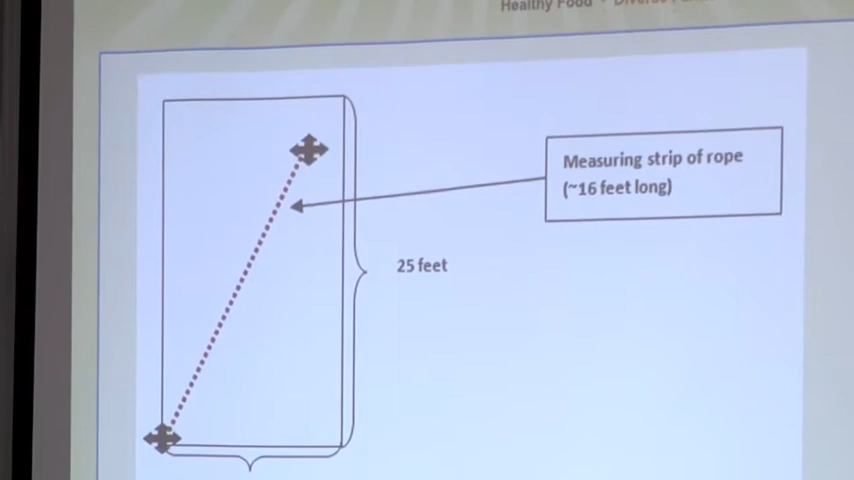 Healthy Food •
Measuring strip of rope
(~16 feet long)
25 feet